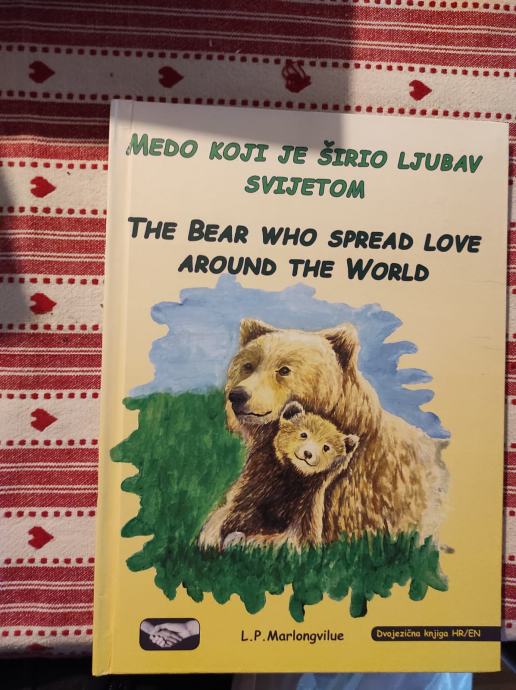 MEDO KOJI JE ŠIRIO LJUBAV
SVIJETOM
THE BEAR WHO SPREAD LOVE
AROUND THE WORLD
L.P.Marlongvilue
Dvojezična knjiga HR/EN